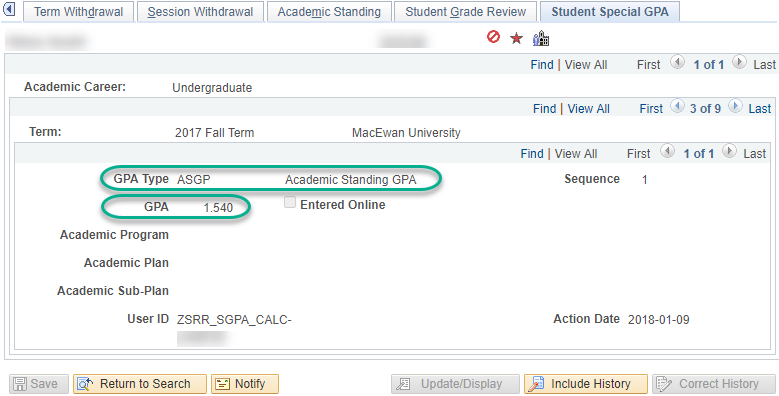 Term Withdrawal Session Withdrawal Academic Standing Student Grade Review Student Special GPA
Find | View All First 1 of 1 Last
Academic Career: Undergraduate
Find | View All First 3 of 9 Last
Term: 2017 Fall Term MacEwan University
Find | View All First 1 of 1 Last
GPA Type ASGP Academic Standing GPA Sequence 1
GPA 1.540 Entered Online
Academic Program
Academic Plan
Academic Sub-Plan
User ID ZSRR_SGPA_CALC- Action Date 2018-01-09
Save Return to Search Notify Update/Display Include History Correct History